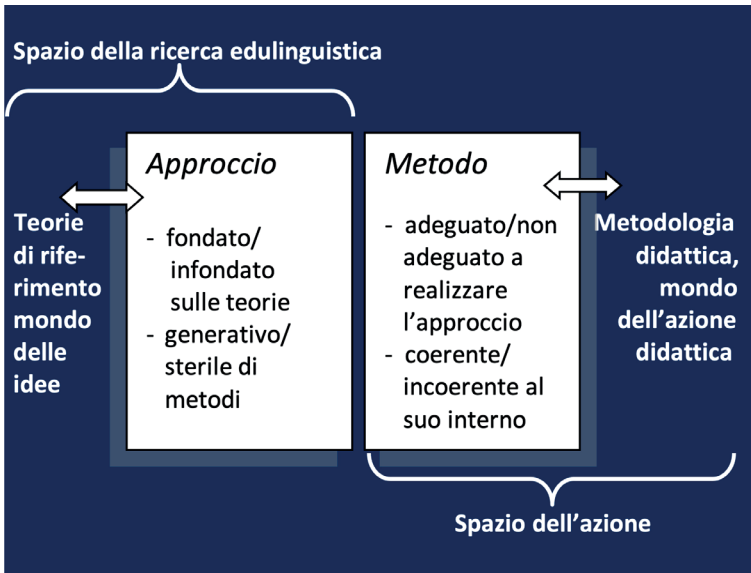 Spazio della ricerca edulinguistica
Approccio
- fondato/
infondato
sulle teorie
- generativo/
sterile di
metodi
Metodo
- adeguato/non
adeguato a
realizzare
l’approccio
- coerente/
incoerente al
suo interno
Teorie
di rife-
rimento
mondo
delle
idee
Metodologia
didattica,
mondo
dell’azione
didattica
Spazio dell’azione